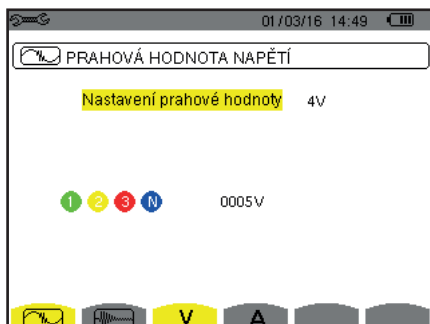 01/03/16 14:49
PRAHOVÁ HODNOTA NAPĚTÍ
Nastavení prahové hodnoty 4V
1 2 3 N 0005V
V A